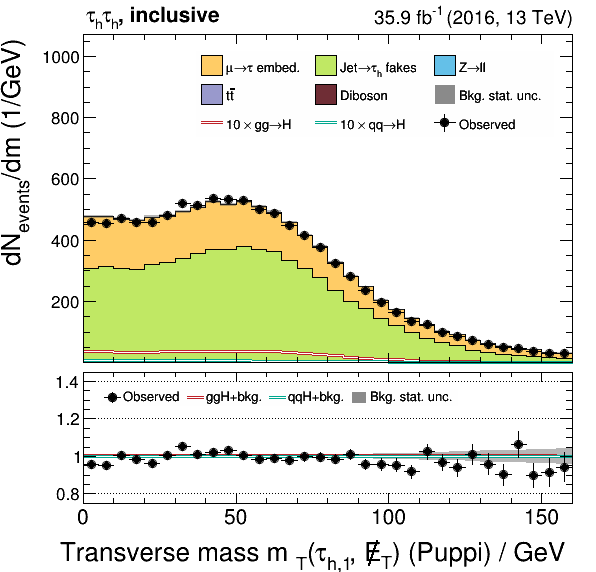 τhτh, inclusive 35.9 fb⁻¹ (2016, 13 TeV)
dNevents/dm (1/GeV)
1000
800
600
400
200
μ→τ embed. Jet→τh fakes Z→ll
tt̄ Diboson Bkg. stat. unc.
10 × gg→H 10 × qq→H Observed
1.4
1.2
1
0.8
Observed ggH+bkg. qqH+bkg. Bkg. stat. unc.
0 50 100 150
Transverse mass m T(τh,1, E̸T) (Puppi) / GeV